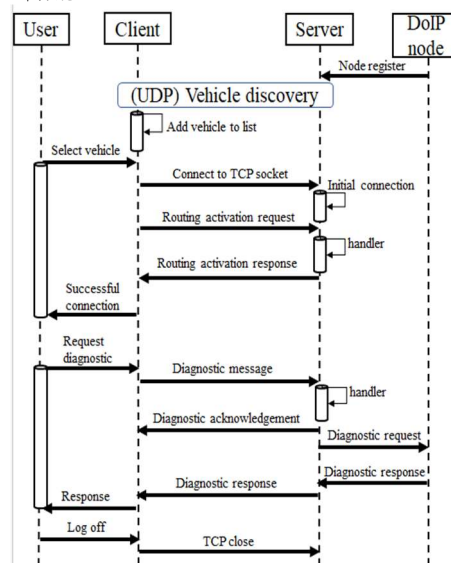 User
Client
Server
DoIP
node
Node register
(UDP) Vehicle discovery
Add vehicle to list
Select vehicle
Connect to TCP socket
Initial connection
Routing activation request
handler
Routing activation response
Successful
connection
Request
diagnostic
Diagnostic message
handler
Diagnostic acknowledgement
Diagnostic request
Diagnostic response
Diagnostic response
Response
Log off
TCP close